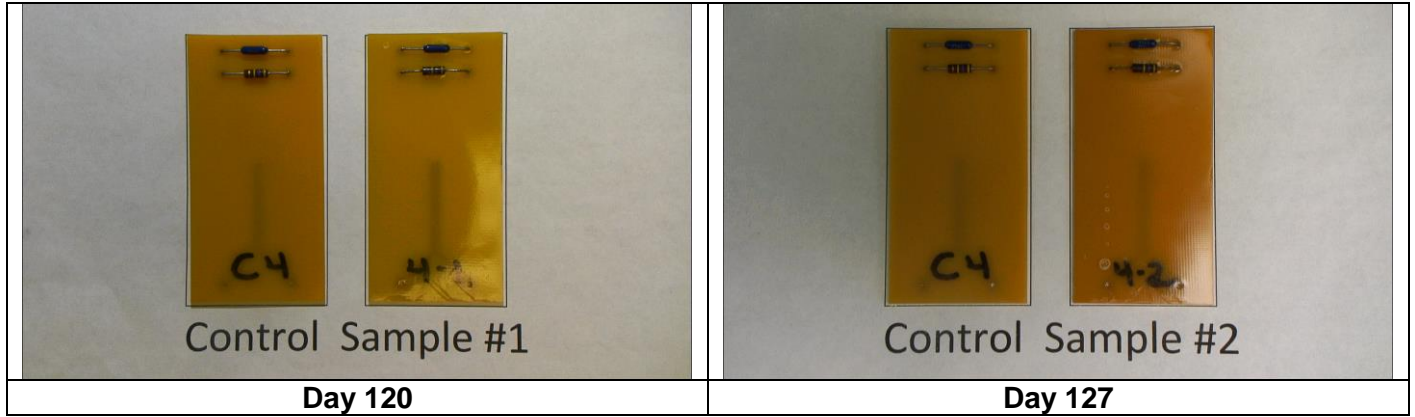 C4
4-2
Control Sample #1
Day 120
C4
4-2
Control Sample #2
Day 127